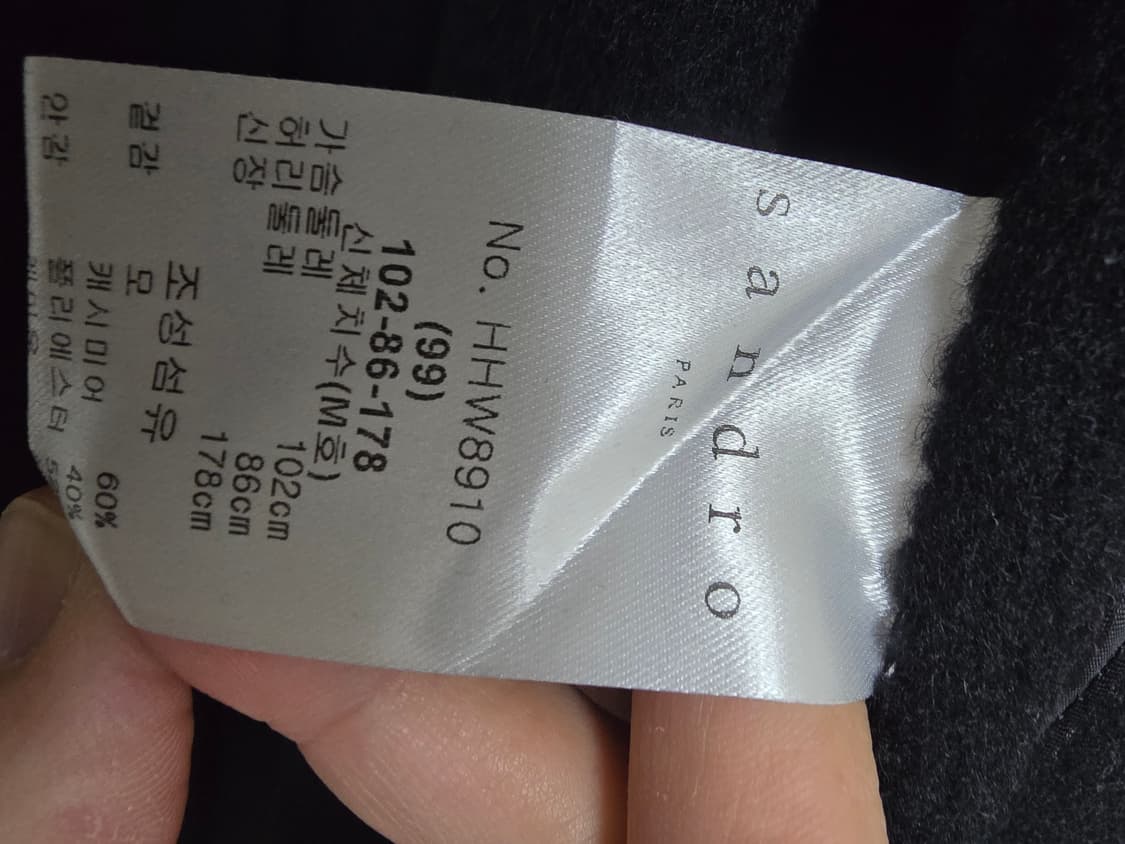 sandro
PARIS
No. HHW8910
(99)
102-86-178
신체치수(M호)
가슴둘레 102cm
허리둘레 86cm
신장 178cm
조성섬유
겉감 모 60%
캐시미어 40%
안감 폴리에스터